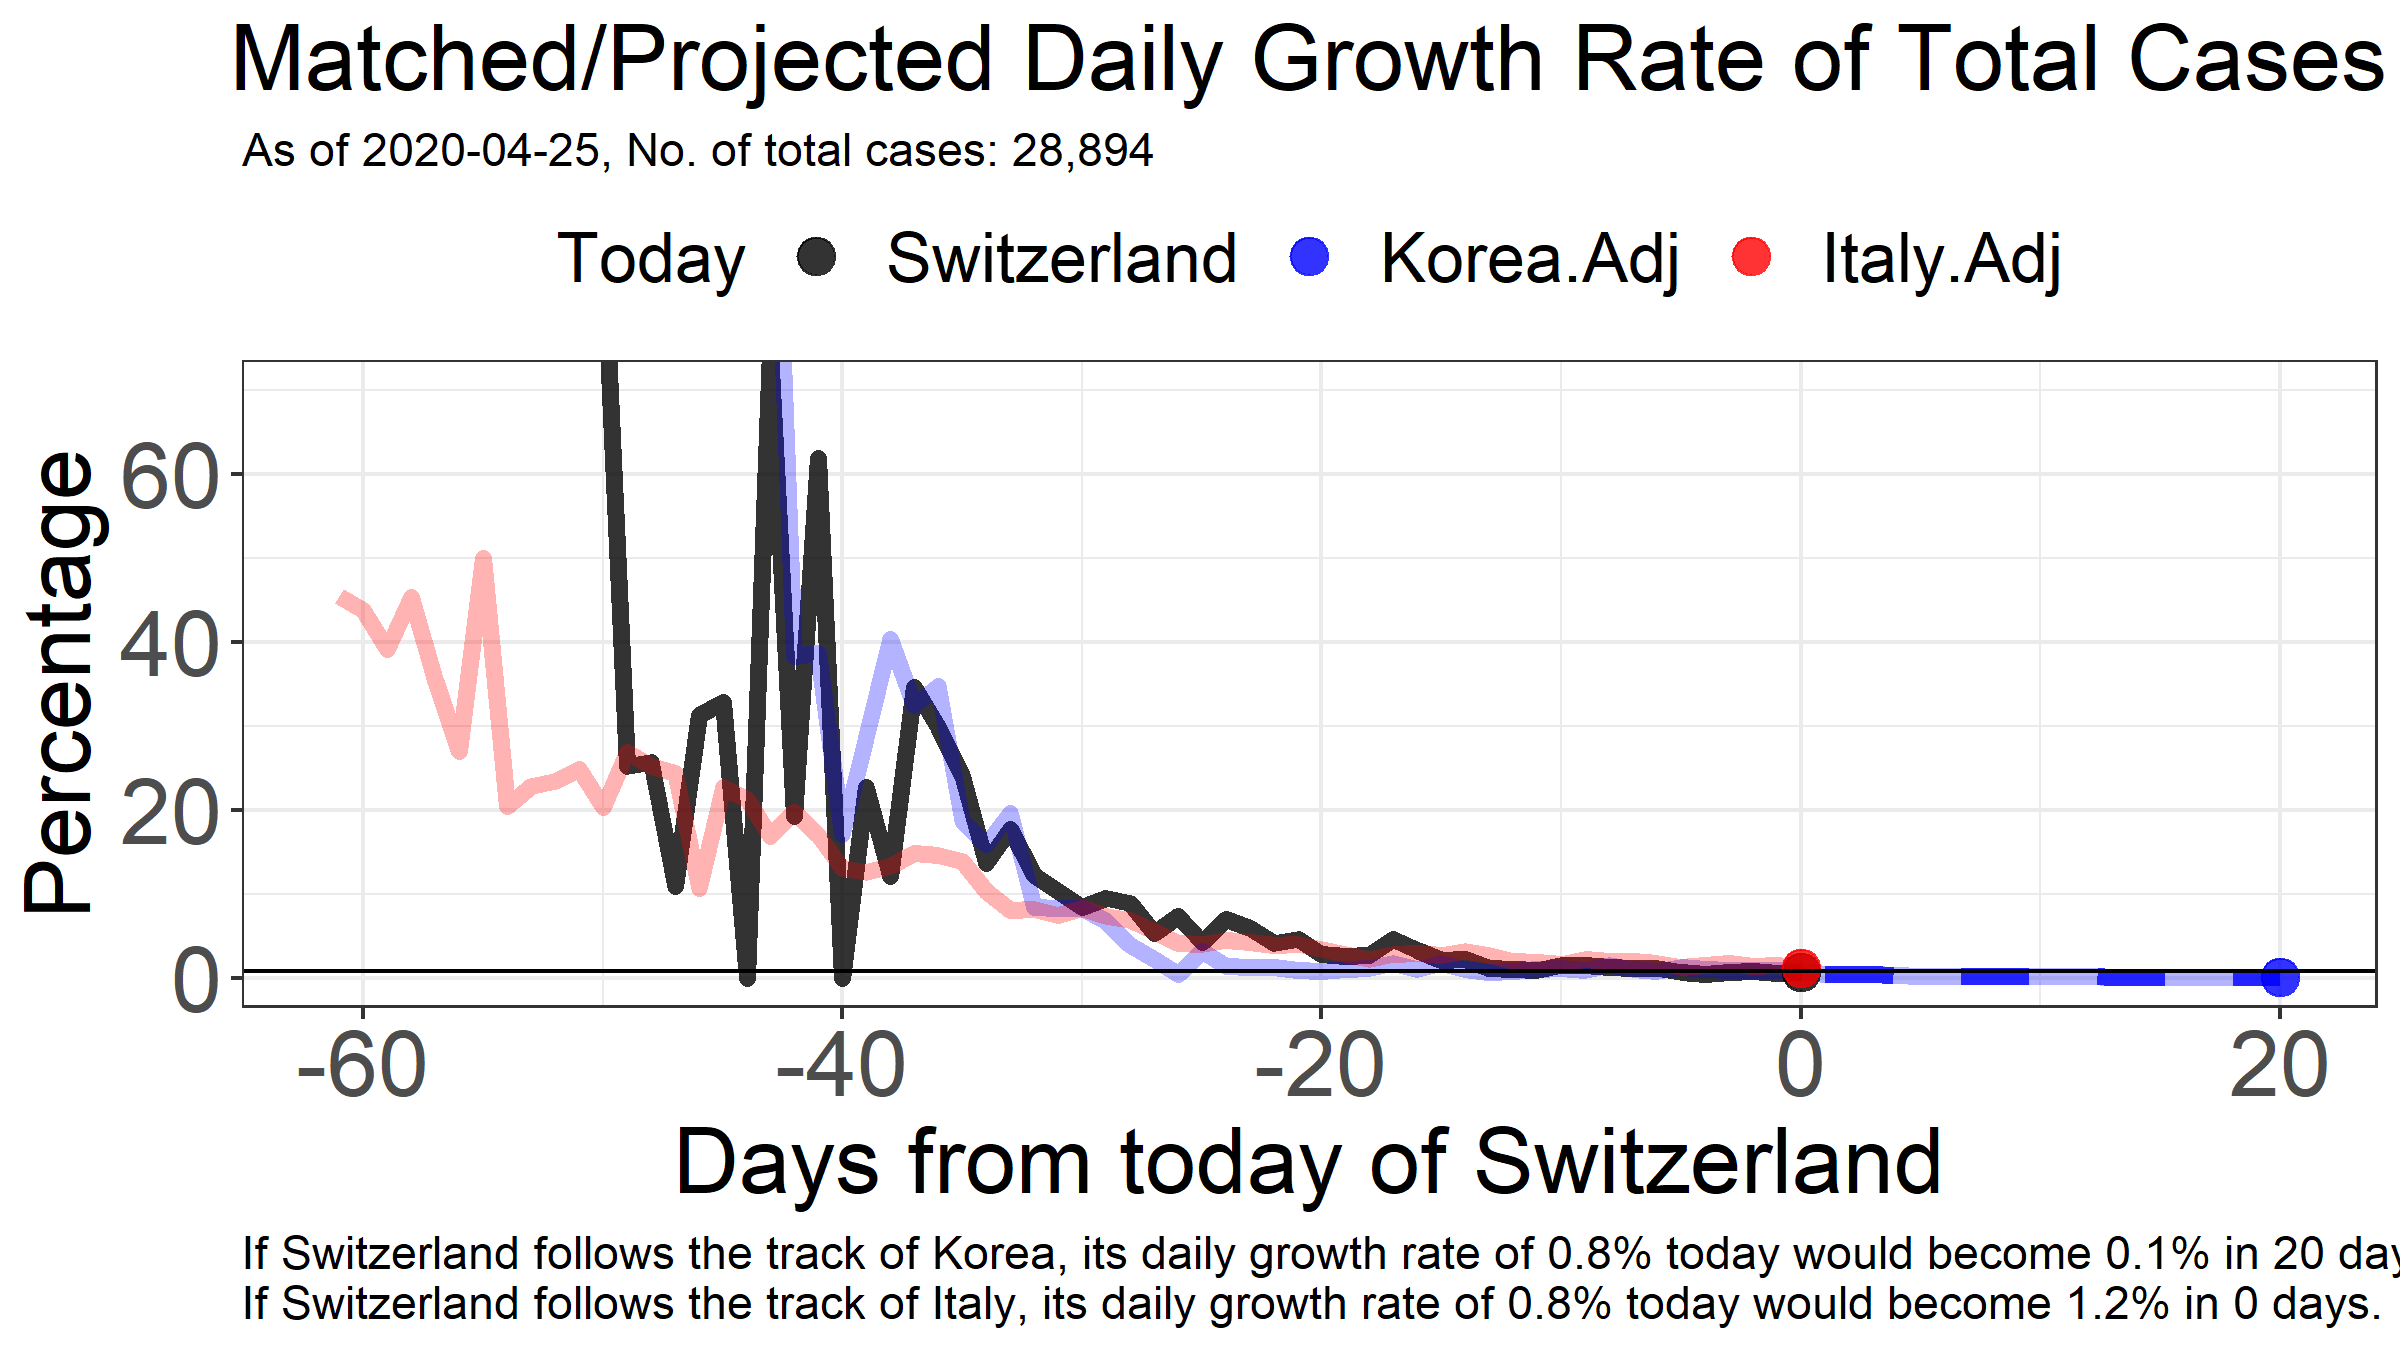 Matched/Projected Daily Growth Rate of Total Cases
As of 2020-04-25, No. of total cases: 28,894
Today Switzerland Korea.Adj Italy.Adj
Percentage
60
40
20
0
-60 -40 -20 0 20
Days from today of Switzerland
If Switzerland follows the track of Korea, its daily growth rate of 0.8% today would become 0.1% in 20
If Switzerland follows the track of Italy, its daily growth rate of 0.8% today would become 1.2% in 0 days.